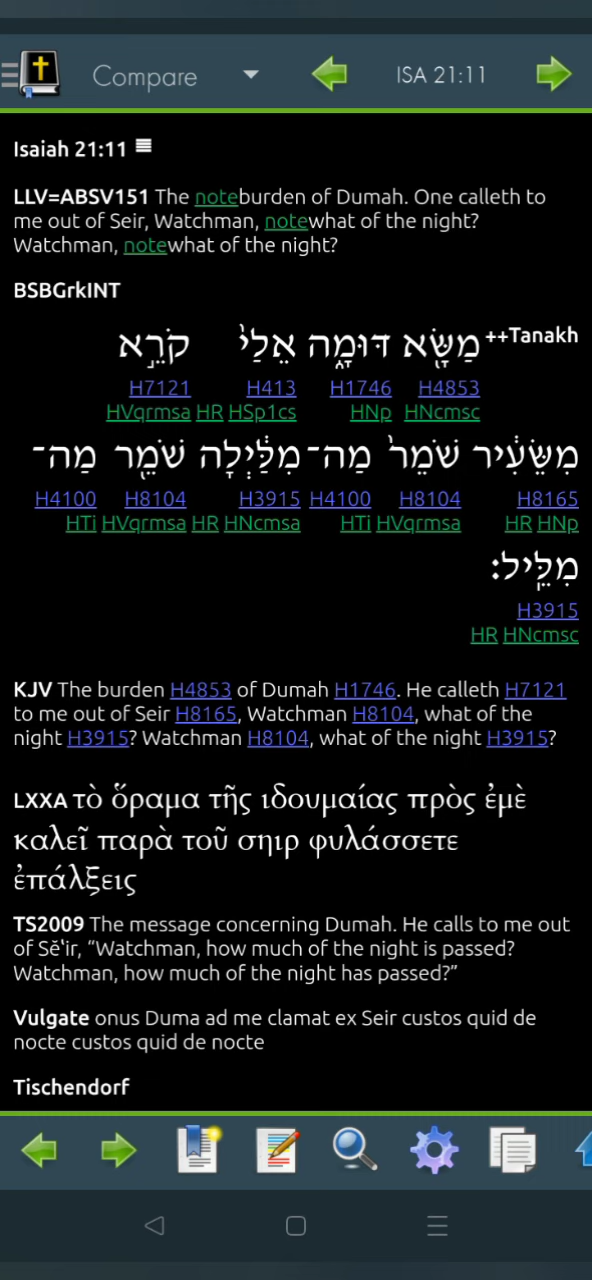 Compare
ISA 21:11
Isaiah 21:11
LLV=ABSV151 The noteburden of Dumah. One calleth to
me out of Seir, Watchman, notewhat of the night?
Watchman, notewhat of the night?
BSBGrkINT
++Tanakh מַשָּׂ֖א דּוּמָ֑ה אֵלַי֙ קֹרֵ֣א
H7121 H413 H1746 H4853
HVqrmsa HR HSp1cs HNp HNcmsc
מִשֵּׂעִ֔יר שֹׁמֵר֙ מַה־מִלַּ֔יְלָה שֹׁמֵ֖ר מַה־
H4100 H8104 H3915 H4100 H8104 H8165
HTi HVqrmsa HR HNcmsa HTi HVqrmsa HR HNp
מִלֵּֽיל׃
H3915
HR HNcmsc
KJV The burden H4853 of Dumah H1746. He calleth H7121
to me out of Seir H8165, Watchman H8104, what of the
night H3915? Watchman H8104, what of the night H3915?
LXXA τὸ ὅραμα τῆς ιδουμαίας πρὸς ἐμὲ
καλεῖ παρὰ τοῦ σηιρ φυλάσσετε
ἐπάλξεις
TS2009 The message concerning Dumah. He calls to me out
of Sĕ‛ir, “Watchman, how much of the night is passed?
Watchman, how much of the night has passed?”
Vulgate onus Duma ad me clamat ex Seir custos quid de
nocte custos quid de nocte
Tischendorf